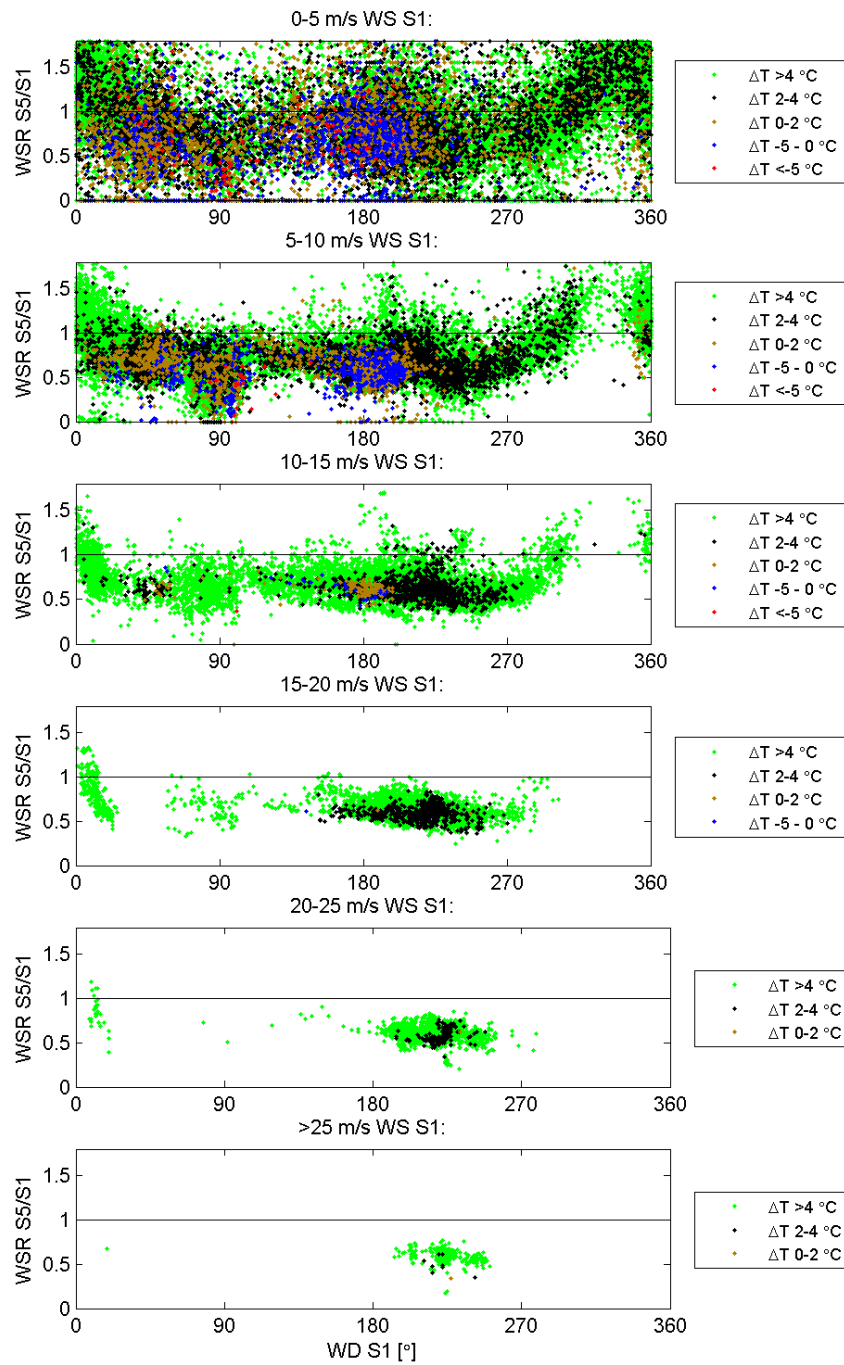 0-5 m/s WS S1:
WSR S5/S1
1.5
1
0.5
0
0 90 180 270 360
ΔT >4 °C
ΔT 2-4 °C
ΔT 0-2 °C
ΔT -5 - 0 °C
ΔT <-5 °C
5-10 m/s WS S1:
WSR S5/S1
1.5
1
0.5
0
0 90 180 270 360
ΔT >4 °C
ΔT 2-4 °C
ΔT 0-2 °C
ΔT -5 - 0 °C
ΔT <-5 °C
10-15 m/s WS S1:
WSR S5/S1
1.5
1
0.5
0
0 90 180 270 360
ΔT >4 °C
ΔT 2-4 °C
ΔT 0-2 °C
ΔT -5 - 0 °C
ΔT <-5 °C
15-20 m/s WS S1:
WSR S5/S1
1.5
1
0.5
0
0 90 180 270 360
ΔT >4 °C
ΔT 2-4 °C
ΔT 0-2 °C
ΔT -5 - 0 °C
20-25 m/s WS S1:
WSR S5/S1
1.5
1
0.5
0
0 90 180 270 360
ΔT >4 °C
ΔT 2-4 °C
ΔT 0-2 °C
>25 m/s WS S1:
WSR S5/S1
1.5
1
0.5
0
0 90 180 270 360
WD S1 [°]
ΔT >4 °C
ΔT 2-4 °C
ΔT 0-2 °C